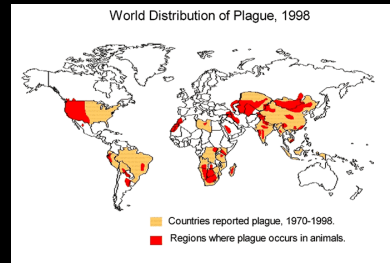 World Distribution of Plague, 1998
Countries reported plague, 1970-1998.
Regions where plague occurs in animals.